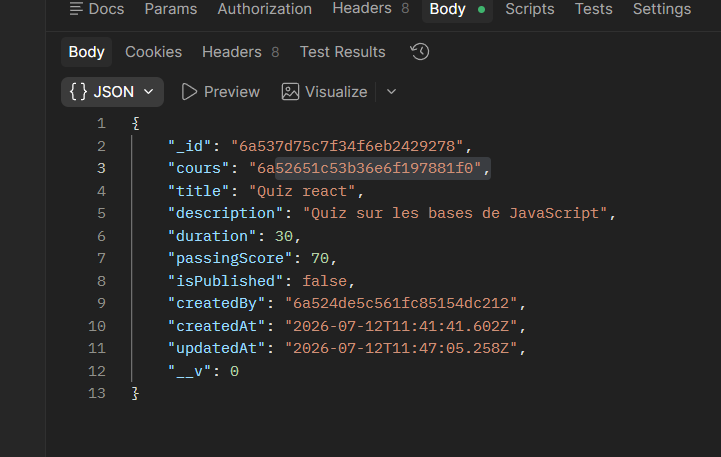 Docs Params Authorization Headers 8 Body Scripts Tests Settings
Body Cookies Headers 8 Test Results
{} JSON Preview Visualize
1 {
2 "_id": "6a537d75c7f34f6eb2429278",
3 "cours": "6a52651c53b36e6f197881f0",
4 "title": "Quiz react",
5 "description": "Quiz sur les bases de JavaScript",
6 "duration": 30,
7 "passingScore": 70,
8 "isPublished": false,
9 "createdBy": "6a524de5c561fc85154dc212",
10 "createdAt": "2026-07-12T11:41:41.602Z",
11 "updatedAt": "2026-07-12T11:47:05.258Z",
12 "__v": 0
13 }